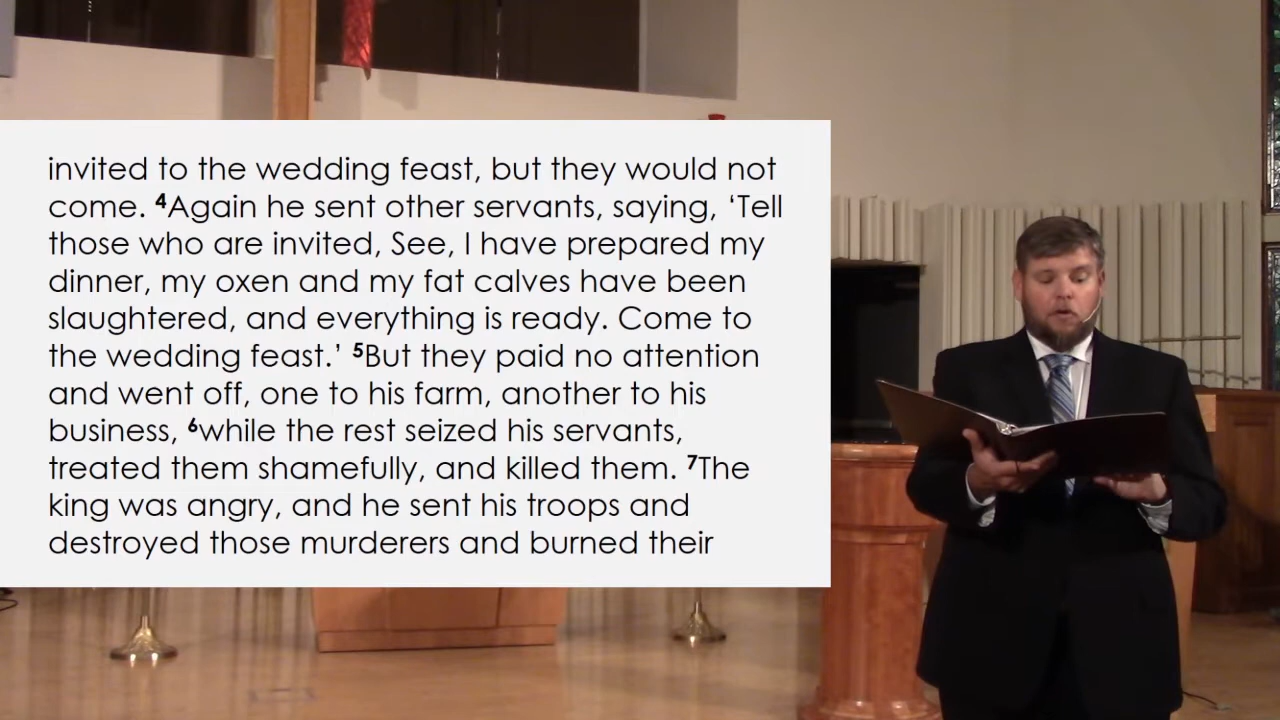 invited to the wedding feast, but they would not
come. 4Again he sent other servants, saying, ‘Tell
those who are invited, See, I have prepared my
dinner, my oxen and my fat calves have been
slaughtered, and everything is ready. Come to
the wedding feast.’ 5But they paid no attention
and went off, one to his farm, another to his
business, 6while the rest seized his servants,
treated them shamefully, and killed them. 7The
king was angry, and he sent his troops and
destroyed those murderers and burned their